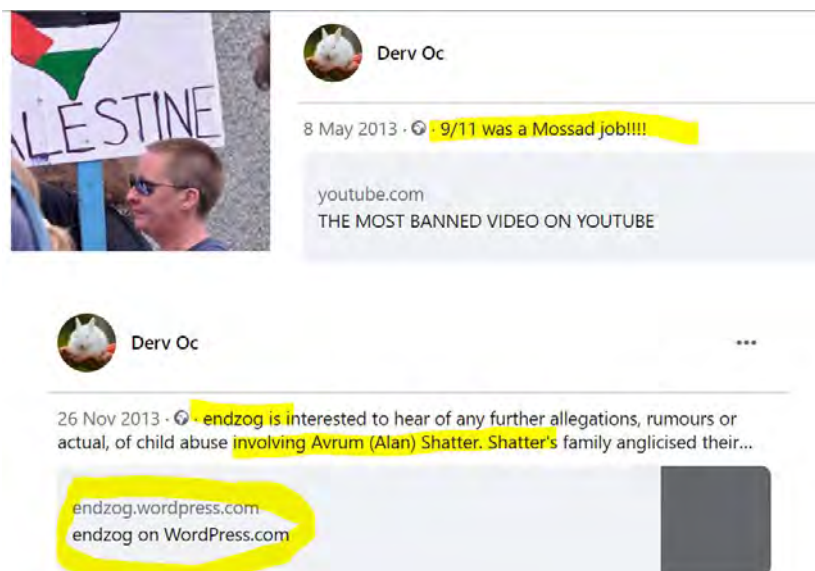 ALESTINE
Derv Oc
8 May 2013 · 9/11 was a Mossad job!!!!
youtube.com
THE MOST BANNED VIDEO ON YOUTUBE
Derv Oc
26 Nov 2013 · endzog is interested to hear of any further allegations, rumours or
actual, of child abuse involving Avrum (Alan) Shatter. Shatter's family anglicised their...
endzog.wordpress.com
endzog on WordPress.com